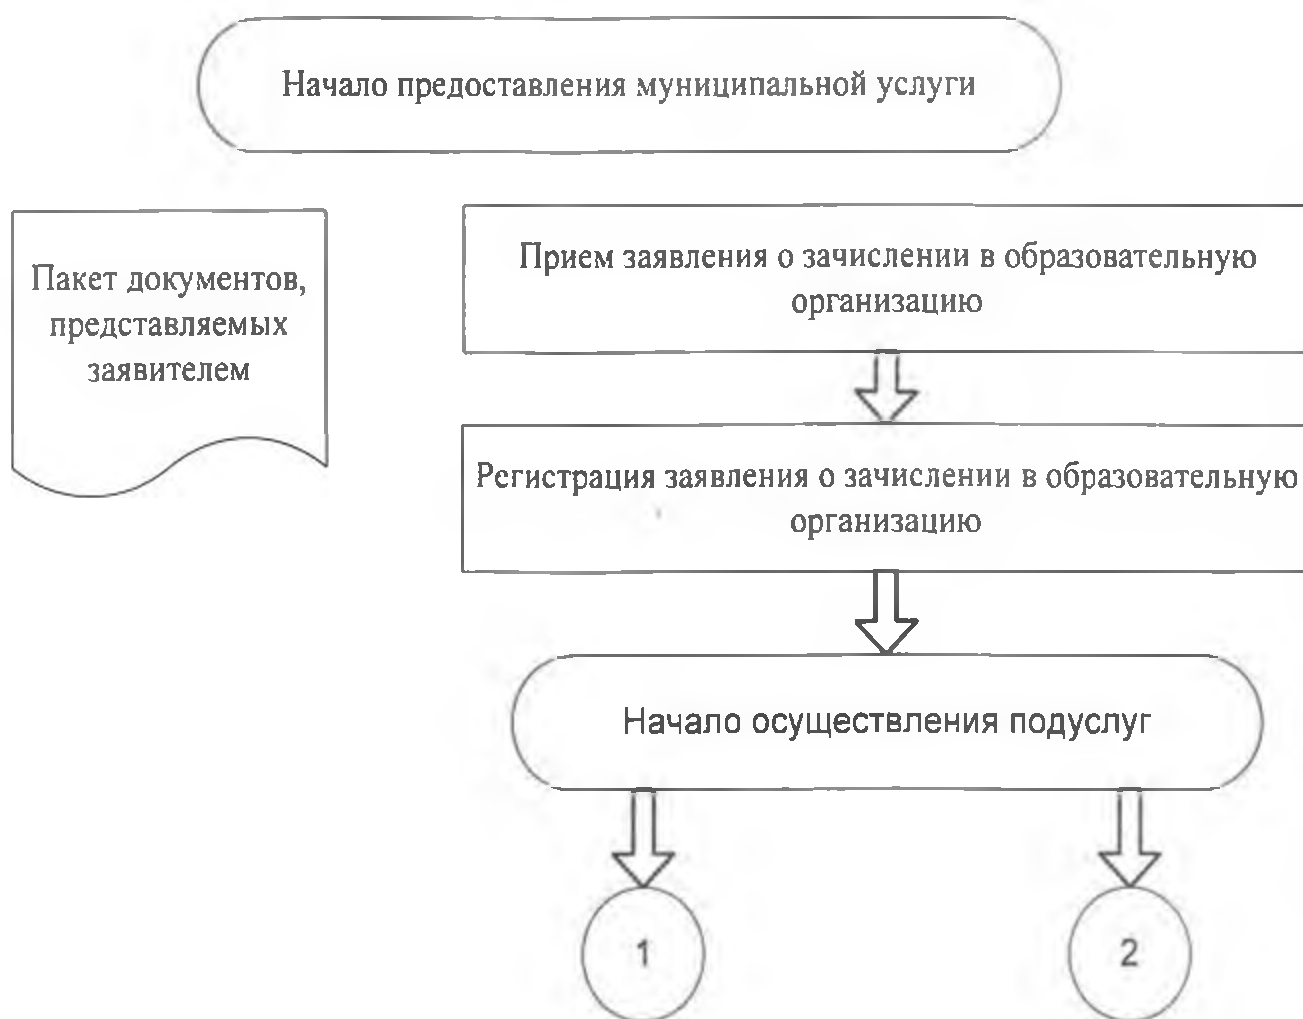 Начало предоставления муниципальной услуги
Пакет документов,
представляемых
заявителем
Прием заявления о зачислении в образовательную
организацию
Регистрация заявления о зачислении в образовательную
организацию
Начало осуществления подуслуг
1
2